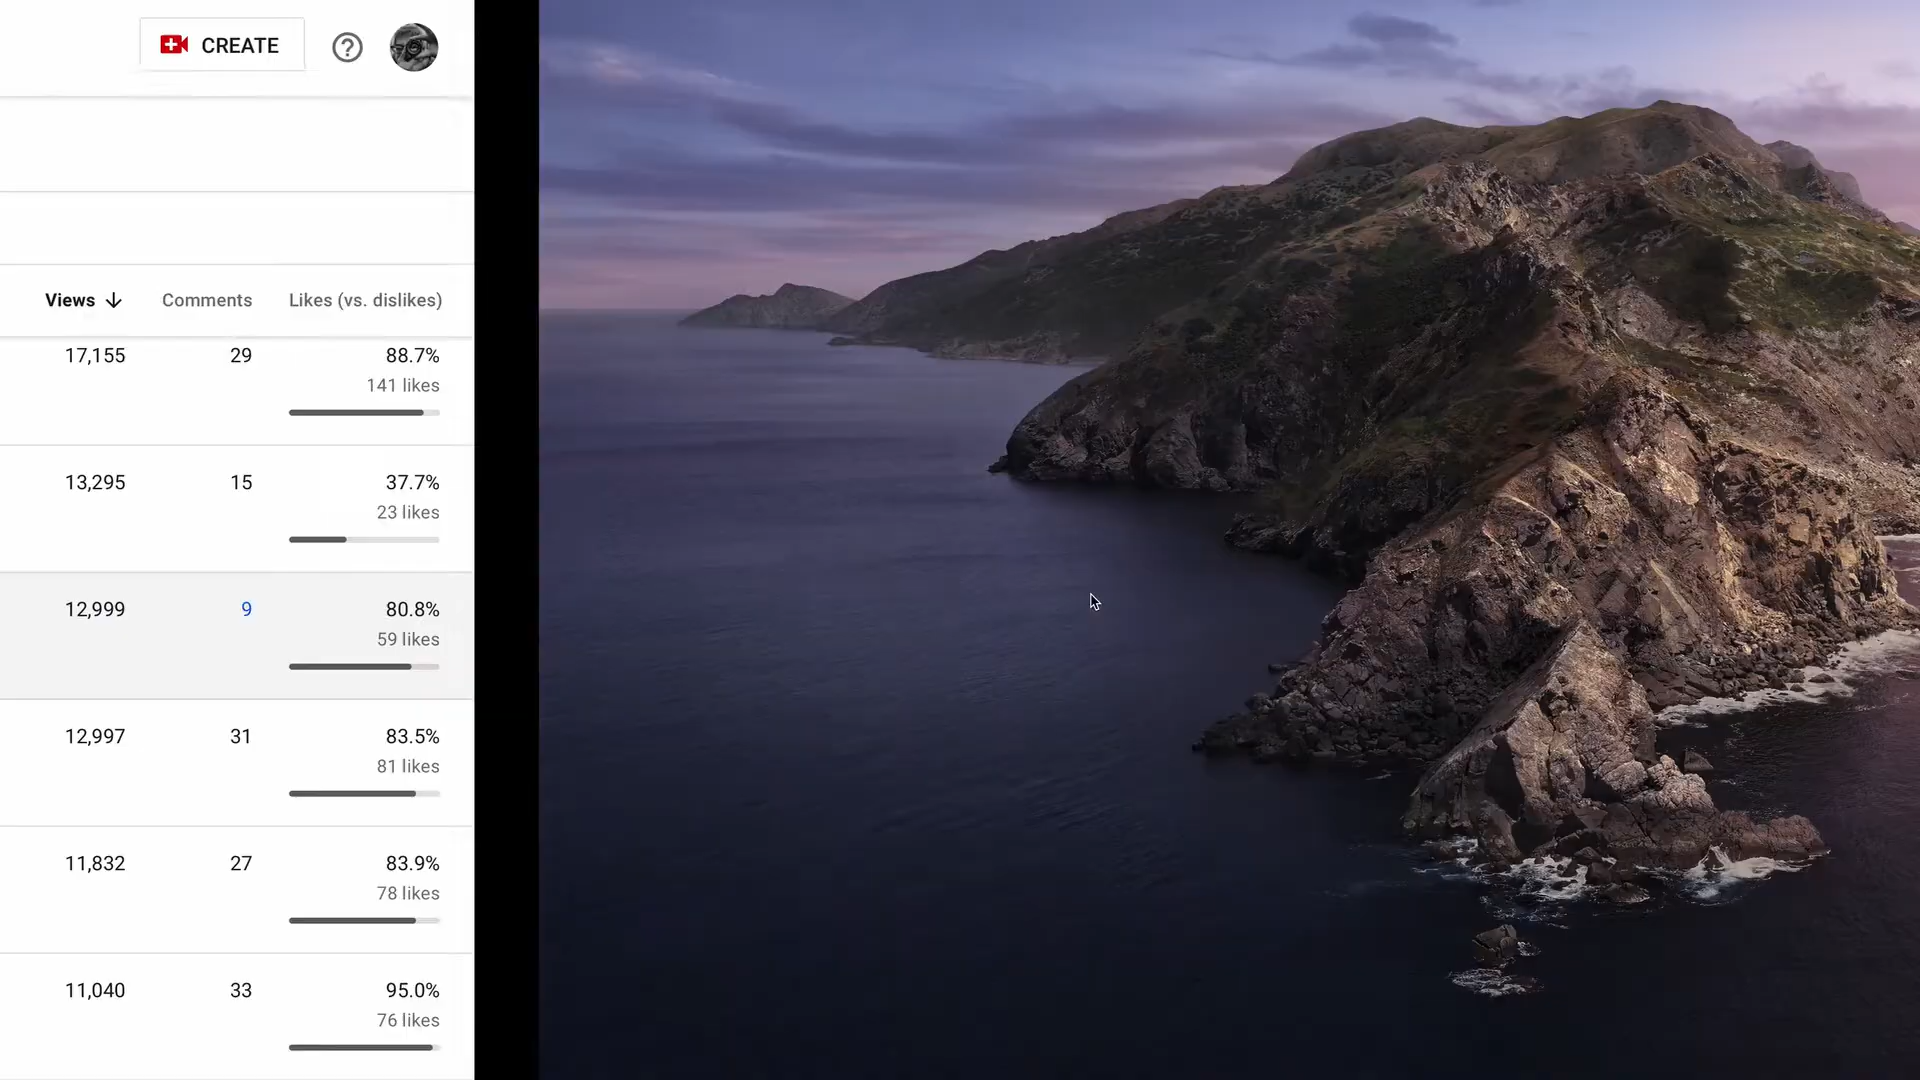 CREATE
Views Comments Likes (vs. dislikes)
17,155 29 88.7%
141 likes
13,295 15 37.7%
23 likes
12,999 9 80.8%
59 likes
12,997 31 83.5%
81 likes
11,832 27 83.9%
78 likes
11,040 33 95.0%
76 likes